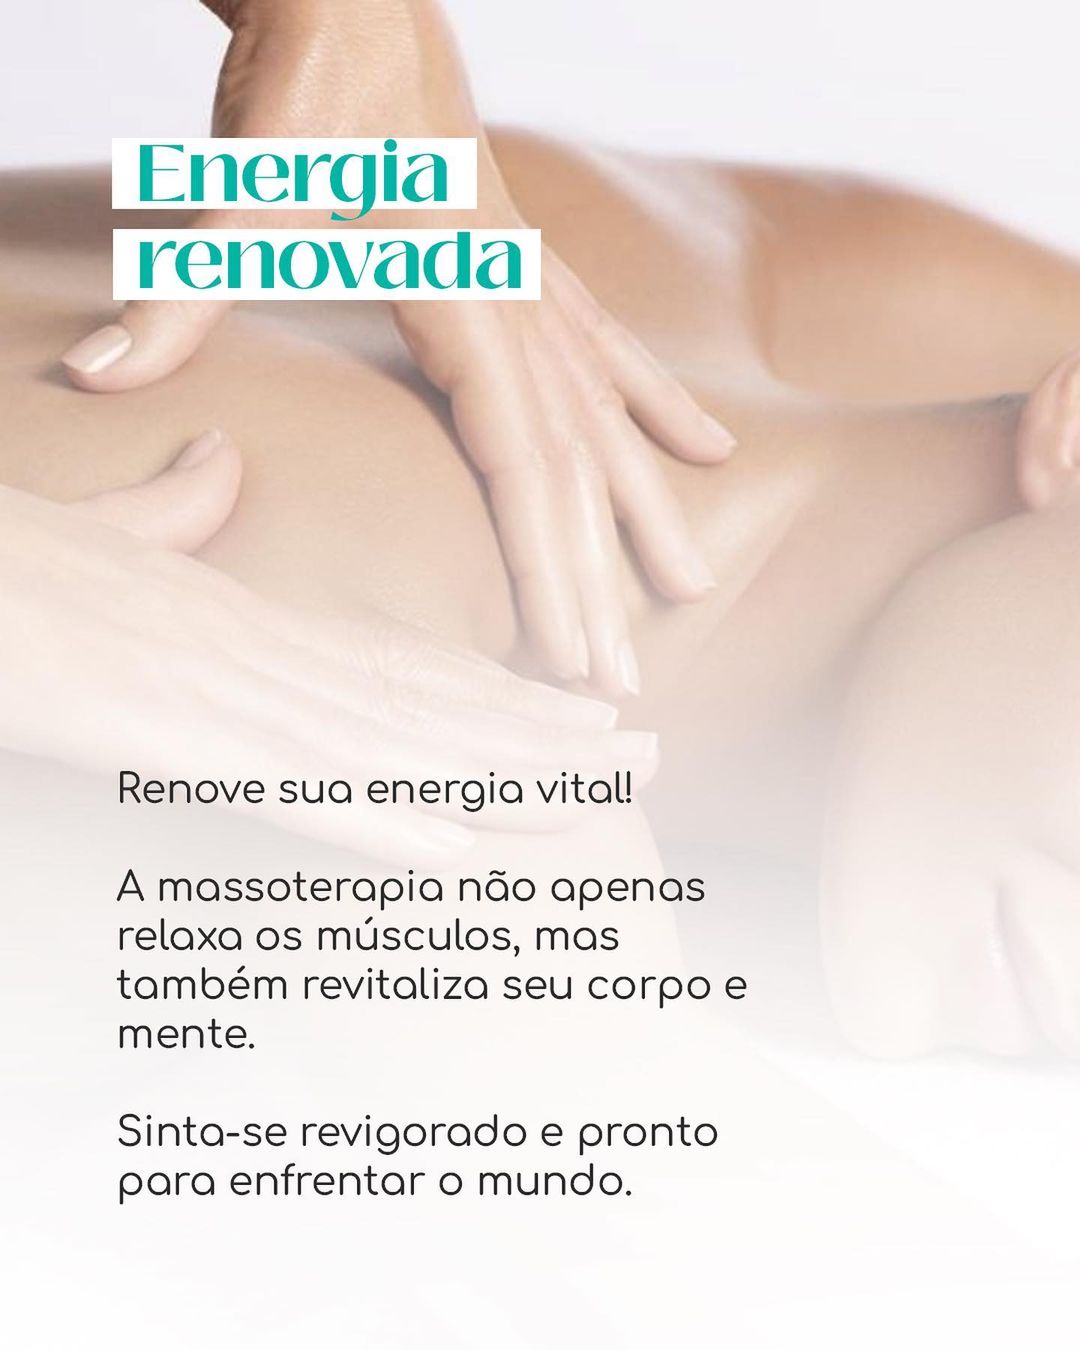 Energia
renovada
Renove sua energia vital!
A massoterapia não apenas
relaxa os músculos, mas
também revitaliza seu corpo e
mente.
Sinta-se revigorado e pronto
para enfrentar o mundo.